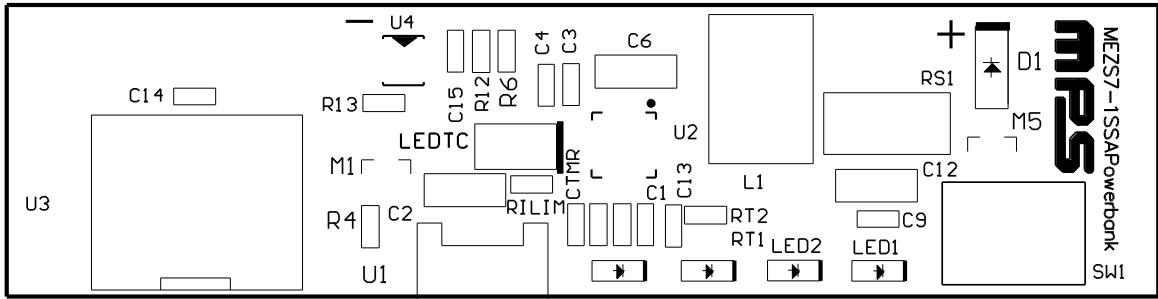 U4
C4
C3
C6
+
D1
MPS
MEZS7-1SSAPowerbank
RS1
C14
R13
C15
R12
R6
LEDTC
U2
M5
M1
CTMR
C13
L1
C12
U3
R4
C2
RILIM
C1
RT2
RT1
C9
LED2
LED1
U1
SW1